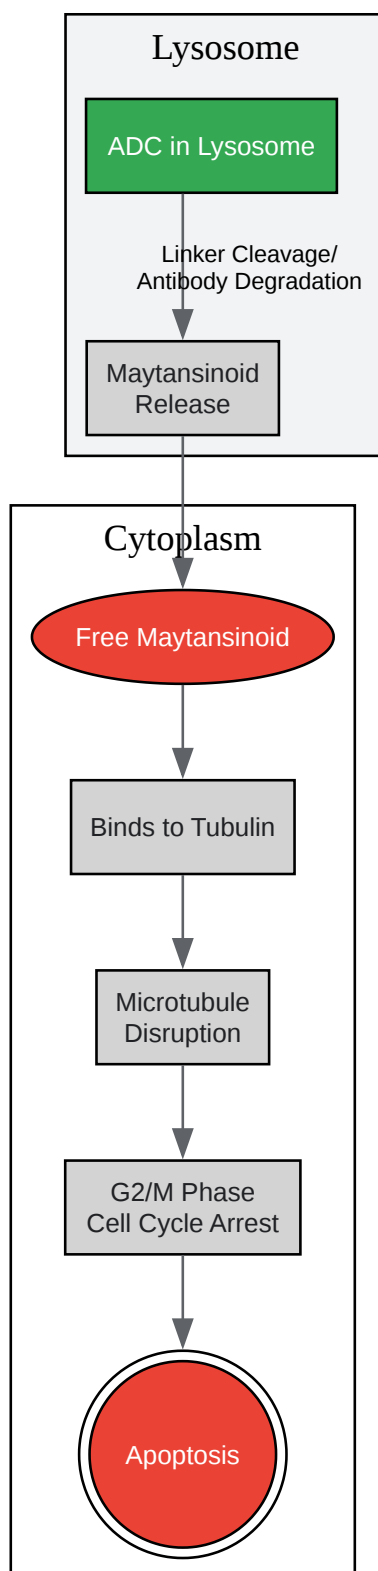 Lysosome
ADC in Lysosome
Linker Cleavage/
Antibody Degradation
Maytansinoid
Release
Cytoplasm
Free Maytansinoid
Binds to Tubulin
Microtubule
Disruption
G2/M Phase
Cell Cycle Arrest
Apoptosis